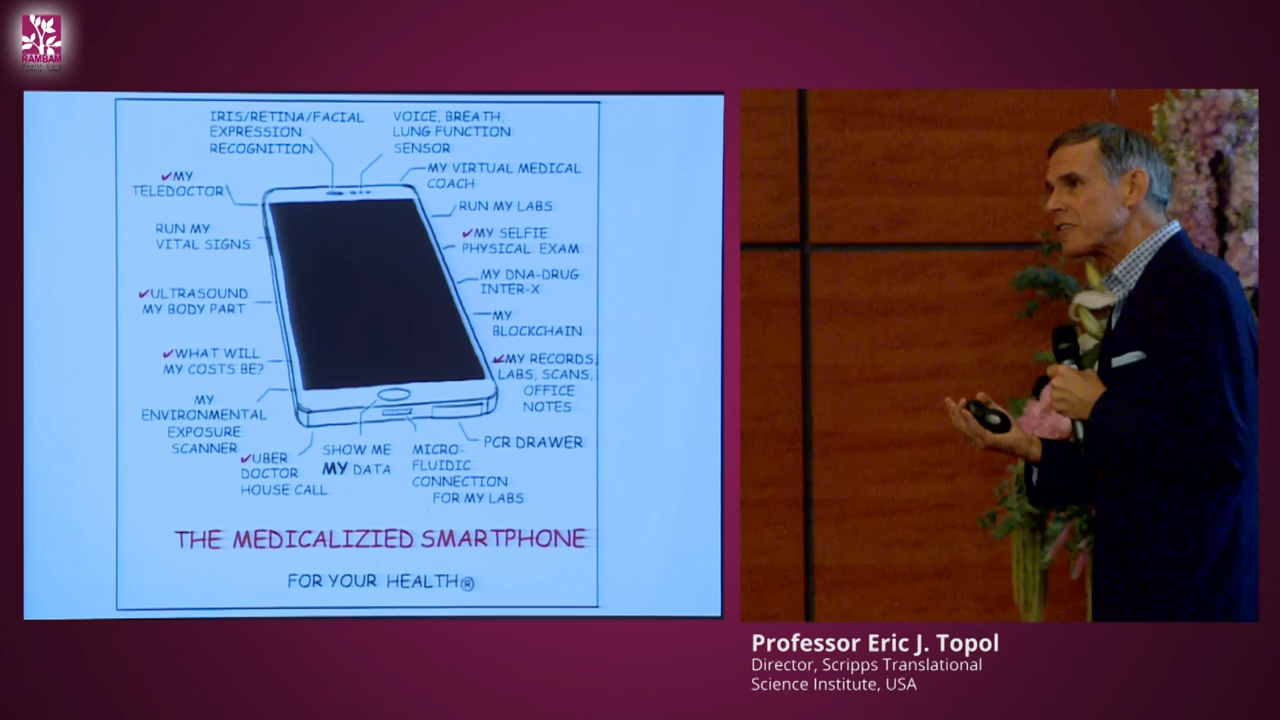 RAMBAM
Health Care
IRIS/RETINA/FACIAL
EXPRESSION
RECOGNITION
VOICE, BREATH,
LUNG FUNCTION
SENSOR
✓MY
TELEDOCTOR
MY VIRTUAL MEDICAL
COACH
RUN MY LABS
RUN MY
VITAL SIGNS
✓MY SELFIE
PHYSICAL EXAM
MY DNA-DRUG
INTER-X
✓ULTRASOUND
MY BODY PART
MY
BLOCKCHAIN
✓WHAT WILL
MY COSTS BE?
✓MY RECORDS,
LABS, SCANS,
OFFICE
NOTES
MY
ENVIRONMENTAL
EXPOSURE
SCANNER
✓UBER
DOCTOR
HOUSE CALL
SHOW ME
MY DATA
MICRO-
FLUIDIC
CONNECTION
FOR MY LABS
PCR DRAWER
THE MEDICALIZIED SMARTPHONE
FOR YOUR HEALTH®
Professor Eric J. Topol
Director, Scripps Translational
Science Institute, USA